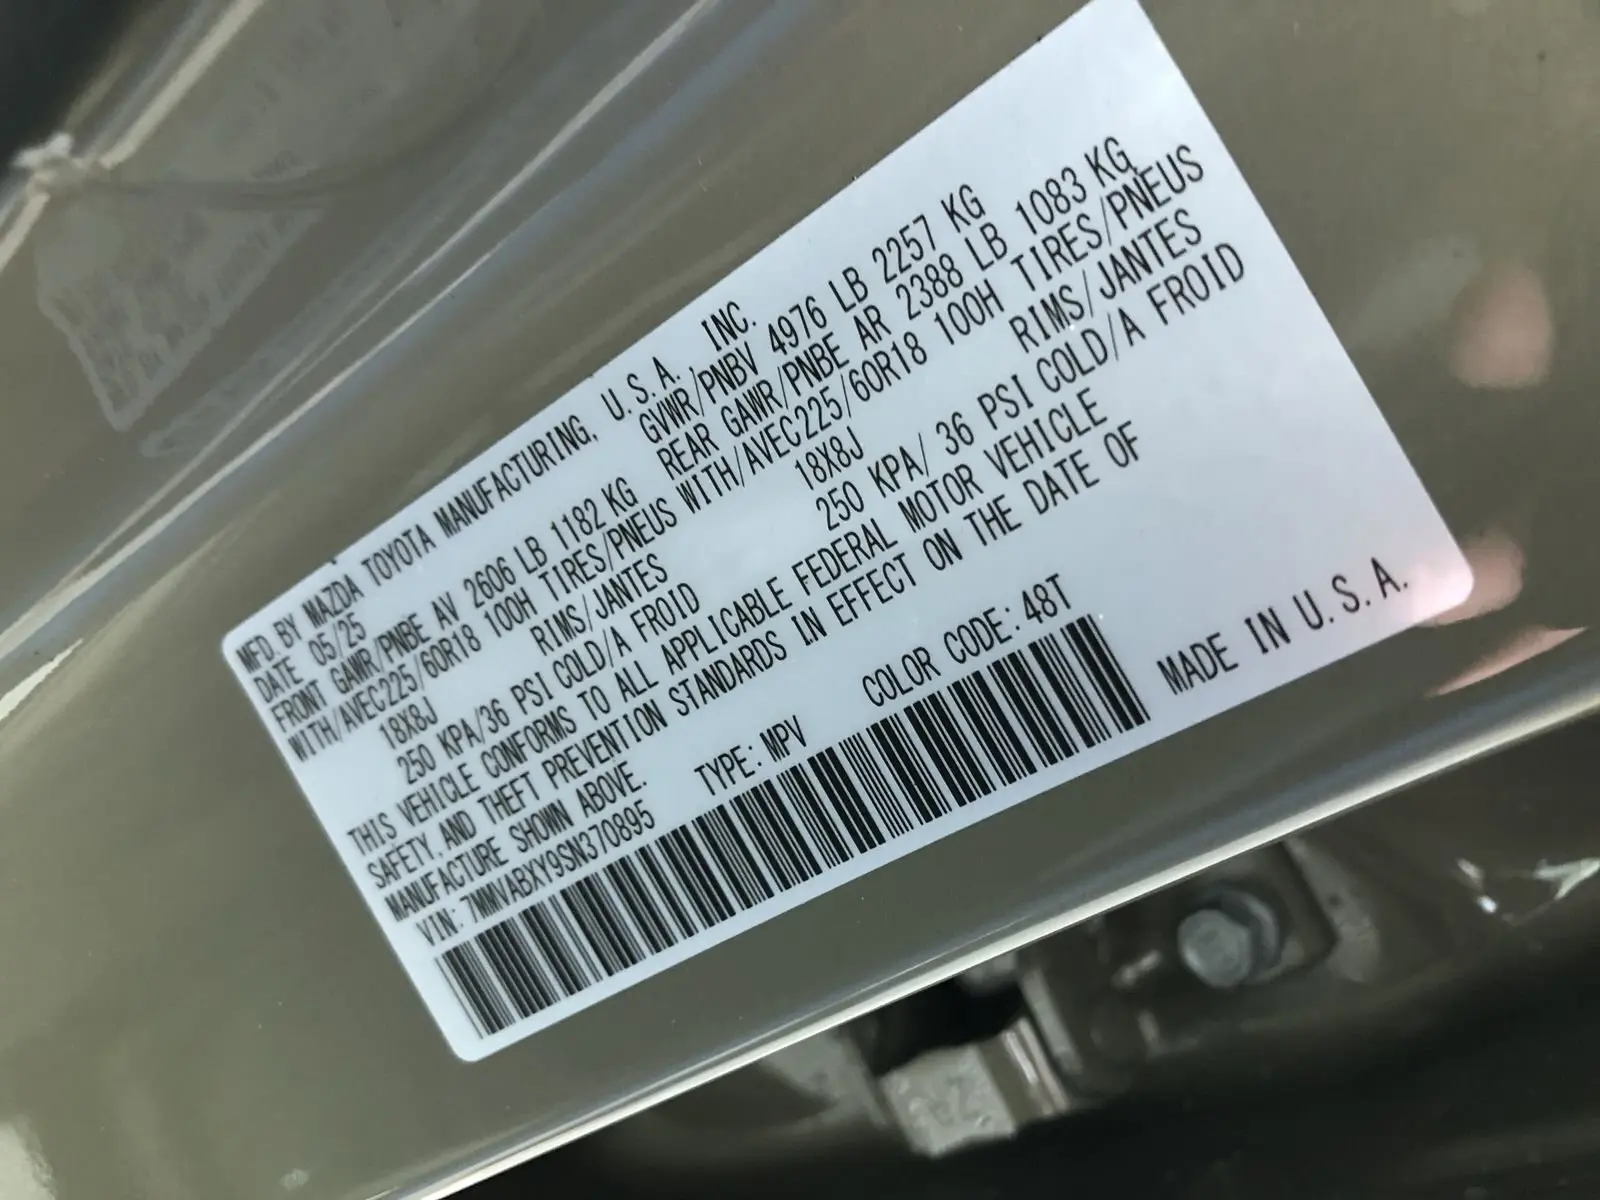 MFD. BY MAZDA TOYOTA MANUFACTURING, U.S.A., INC.
DATE 05/25 GVWR/PNBV 4976 LB 2257 KG
FRONT GAWR/PNBE AV 2606 LB 1182 KG REAR GAWR/PNBE AR 2388 LB 1083 KG
WITH/AVEC225/60R18 100H TIRES/PNEUS WITH/AVEC225/60R18 100H TIRES/PNEUS
18X8J RIMS/JANTES 18X8J RIMS/JANTES
250 KPA/36 PSI COLD/A FROID 250 KPA/ 36 PSI COLD/A FROID
THIS VEHICLE CONFORMS TO ALL APPLICABLE FEDERAL MOTOR VEHICLE
SAFETY, AND THEFT PREVENTION STANDARDS IN EFFECT ON THE DATE OF
MANUFACTURE SHOWN ABOVE.
VIN: 7MMVABXY9SN370895 TYPE: MPV COLOR CODE: 48T
MADE IN U.S.A.